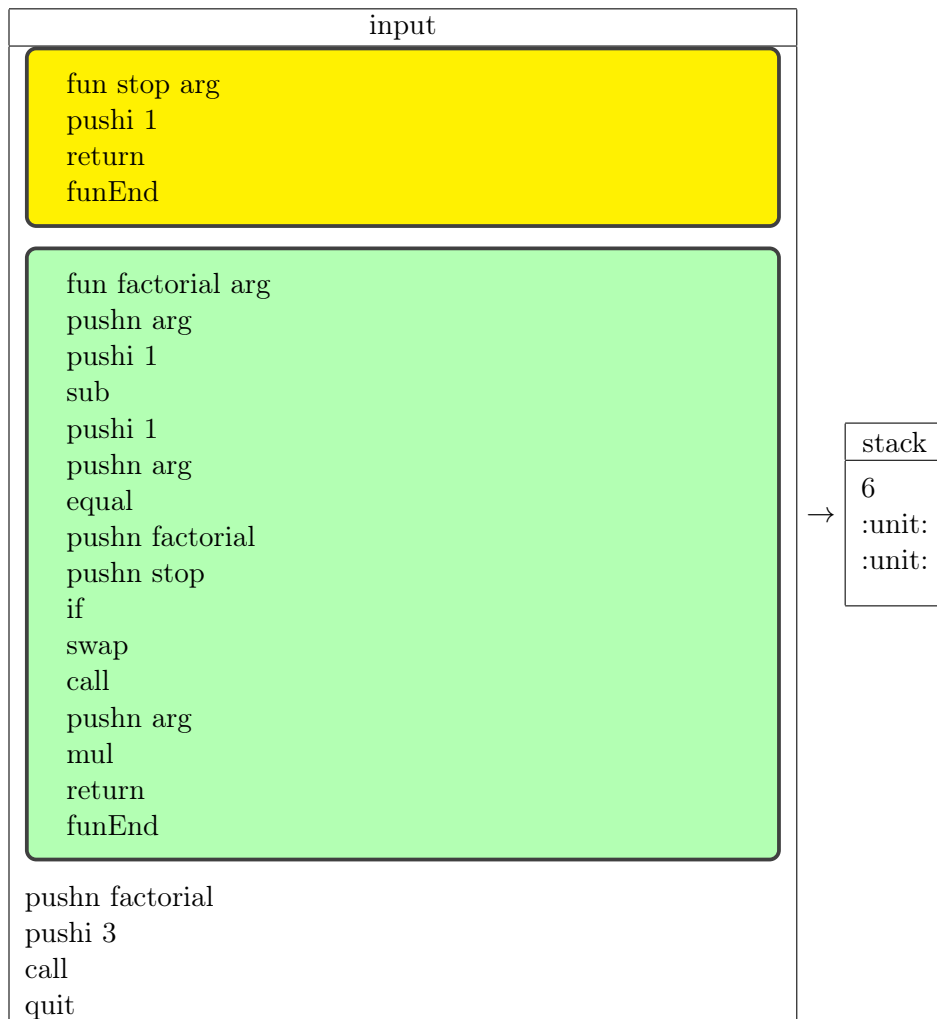 input
fun stop arg
pushi 1
return
funEnd
fun factorial arg
pushn arg
pushi 1
sub
pushi 1
pushn arg
equal
pushn factorial
pushn stop
if
swap
call
pushn arg
mul
return
funEnd
pushn factorial
pushi 3
call
quit
→
stack
6
:unit:
:unit: